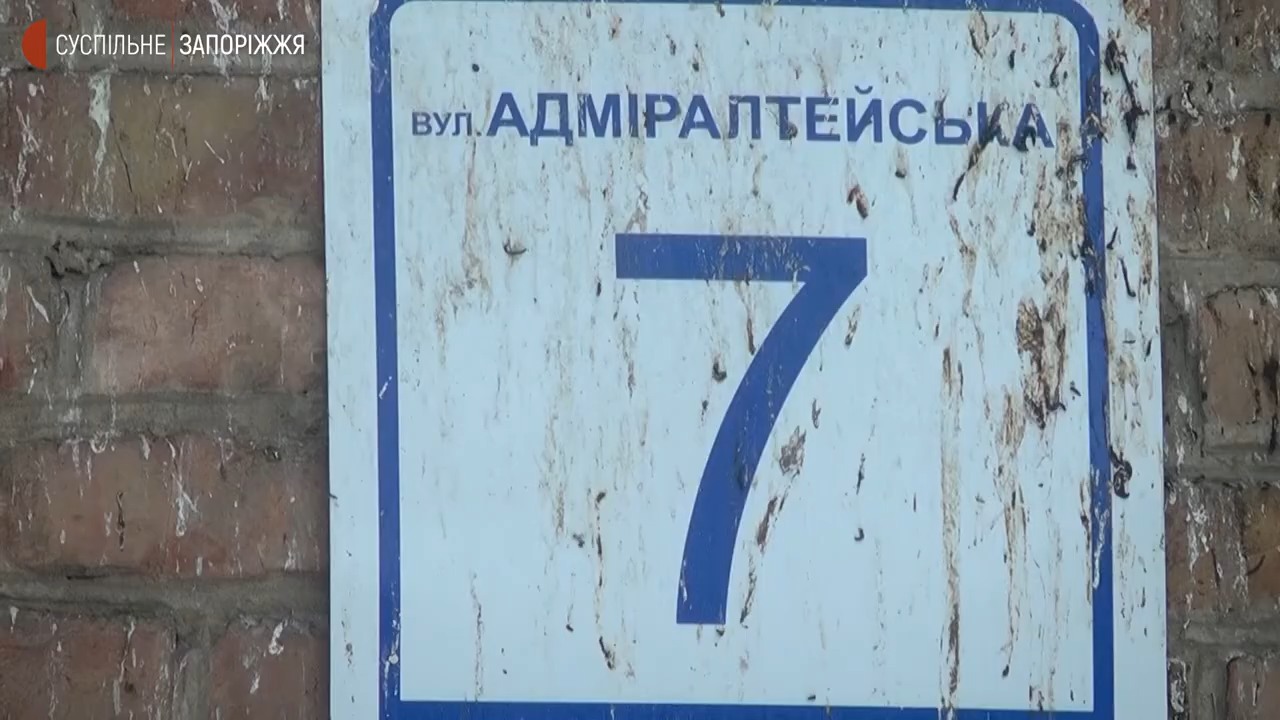 СУСПІЛЬНЕ ЗАПОРІЖЖЯ
ВУЛ. АДМІРАЛТЕЙСЬКА
7